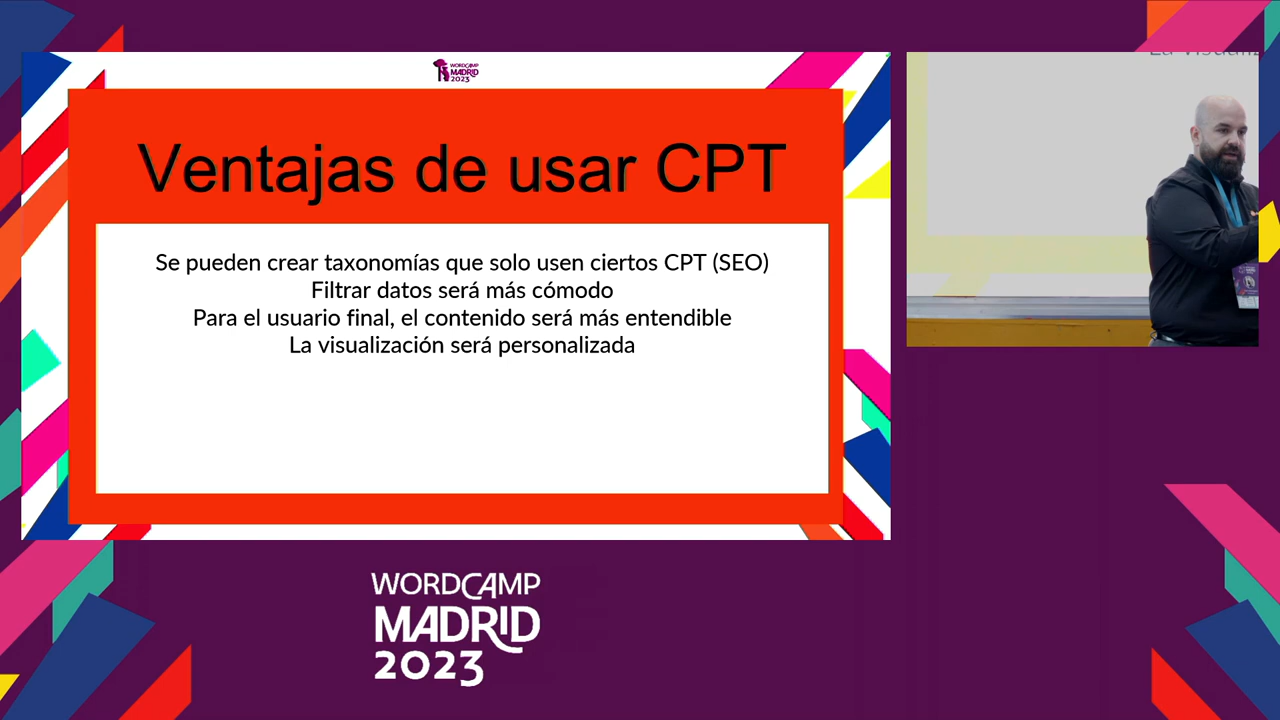 WORDCAMP
MADRID
2023
Ventajas de usar CPT
Se pueden crear taxonomías que solo usen ciertos CPT (SEO)
Filtrar datos será más cómodo
Para el usuario final, el contenido será más entendible
La visualización será personalizada
WORDCAMP
MADRID
2023